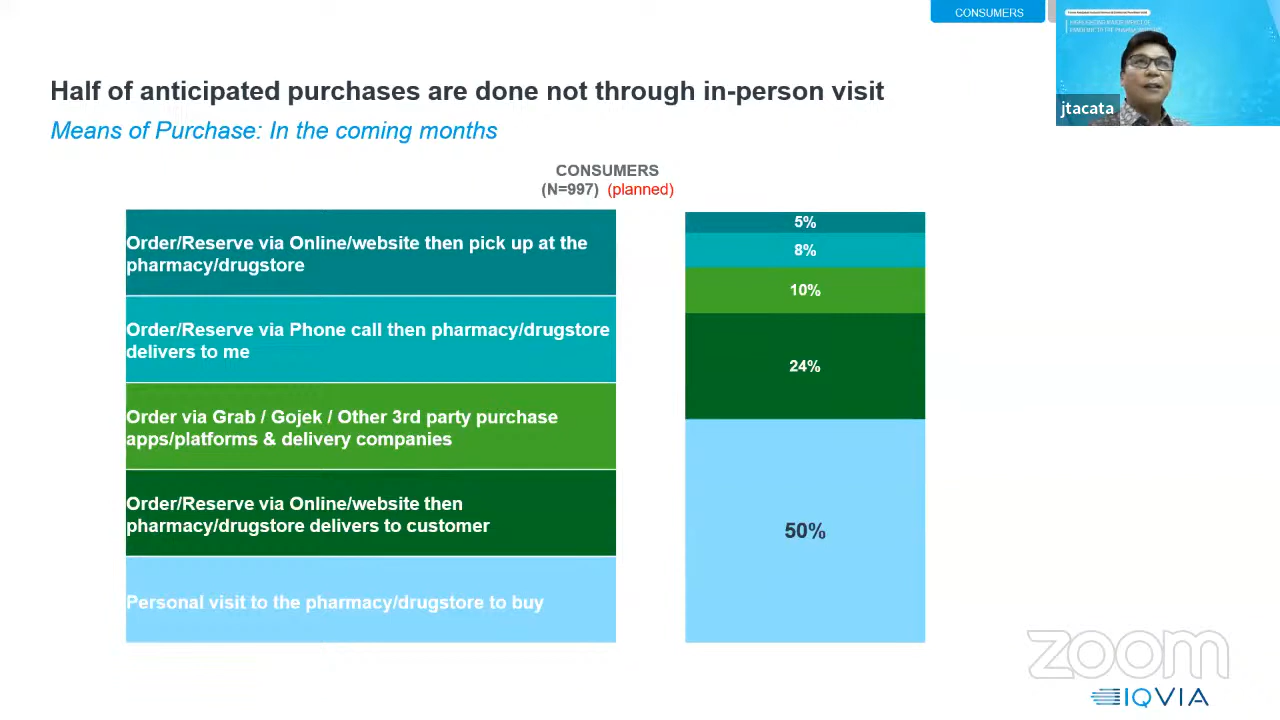 CONSUMERS
jtacata
Half of anticipated purchases are done not through in-person visit
Means of Purchase: In the coming months
CONSUMERS
(N=997) (planned)
Order/Reserve via Online/website then pick up at the
pharmacy/drugstore
Order/Reserve via Phone call then pharmacy/drugstore
delivers to me
Order via Grab / Gojek / Other 3rd party purchase
apps/platforms & delivery companies
Order/Reserve via Online/website then
pharmacy/drugstore delivers to customer
Personal visit to the pharmacy/drugstore to buy
5%
8%
10%
24%
50%
zoom
IQVIA